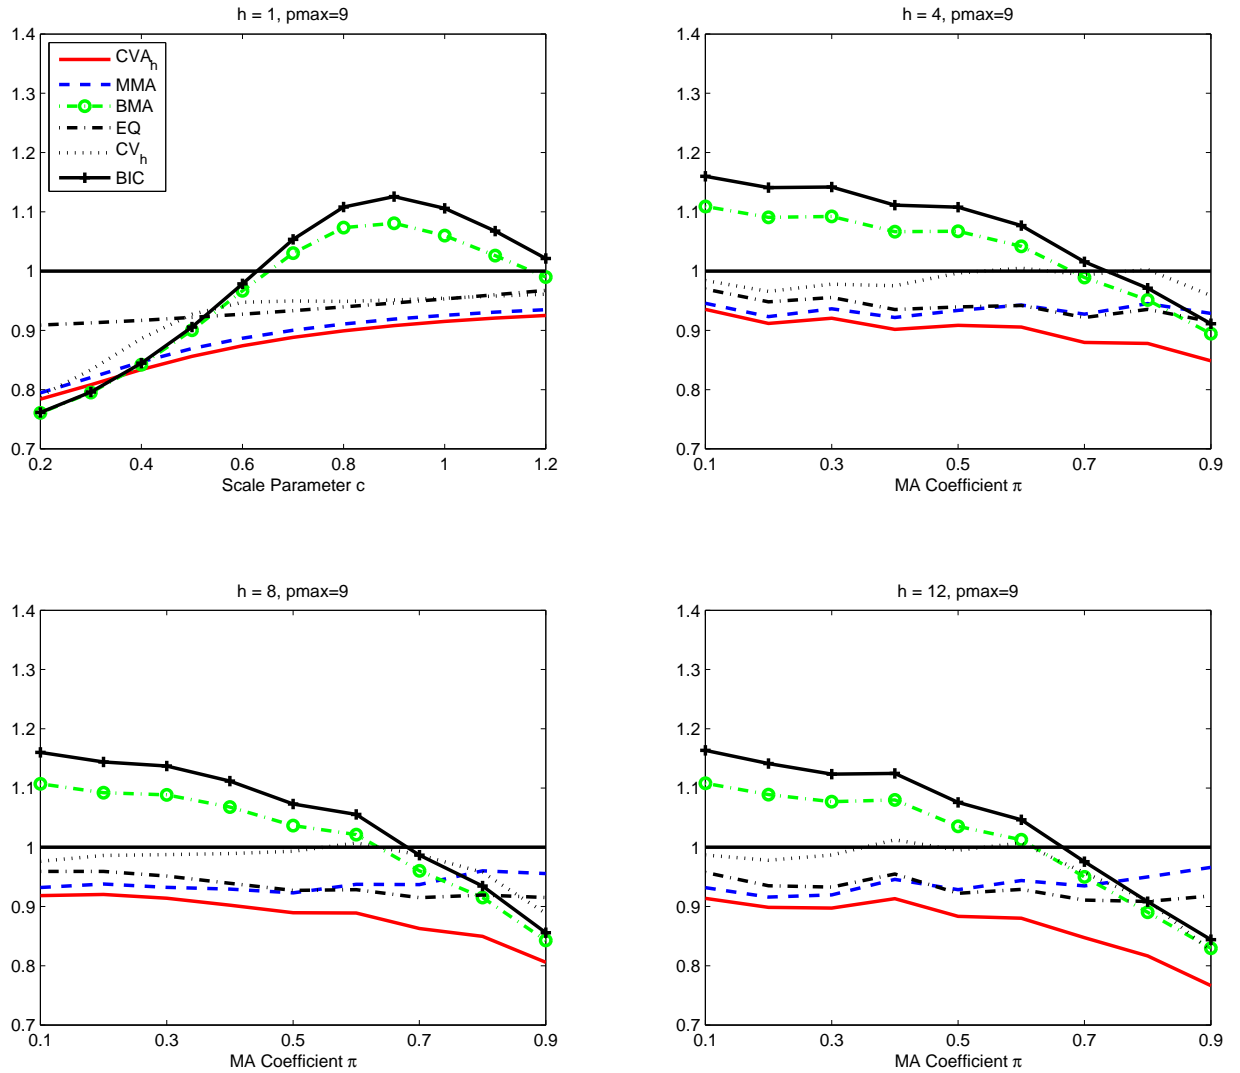 h = 1, pmax=9
1.4
1.3
1.2
1.1
1
0.9
0.8
0.7
CVA_h
MMA
BMA
EQ
CV_h
BIC
0.2 0.4 0.6 0.8 1 1.2
Scale Parameter c
h = 4, pmax=9
1.4
1.3
1.2
1.1
1
0.9
0.8
0.7
0.1 0.3 0.5 0.7 0.9
MA Coefficient π
h = 8, pmax=9
1.4
1.3
1.2
1.1
1
0.9
0.8
0.7
0.1 0.3 0.5 0.7 0.9
MA Coefficient π
h = 12, pmax=9
1.4
1.3
1.2
1.1
1
0.9
0.8
0.7
0.1 0.3 0.5 0.7 0.9
MA Coefficient π